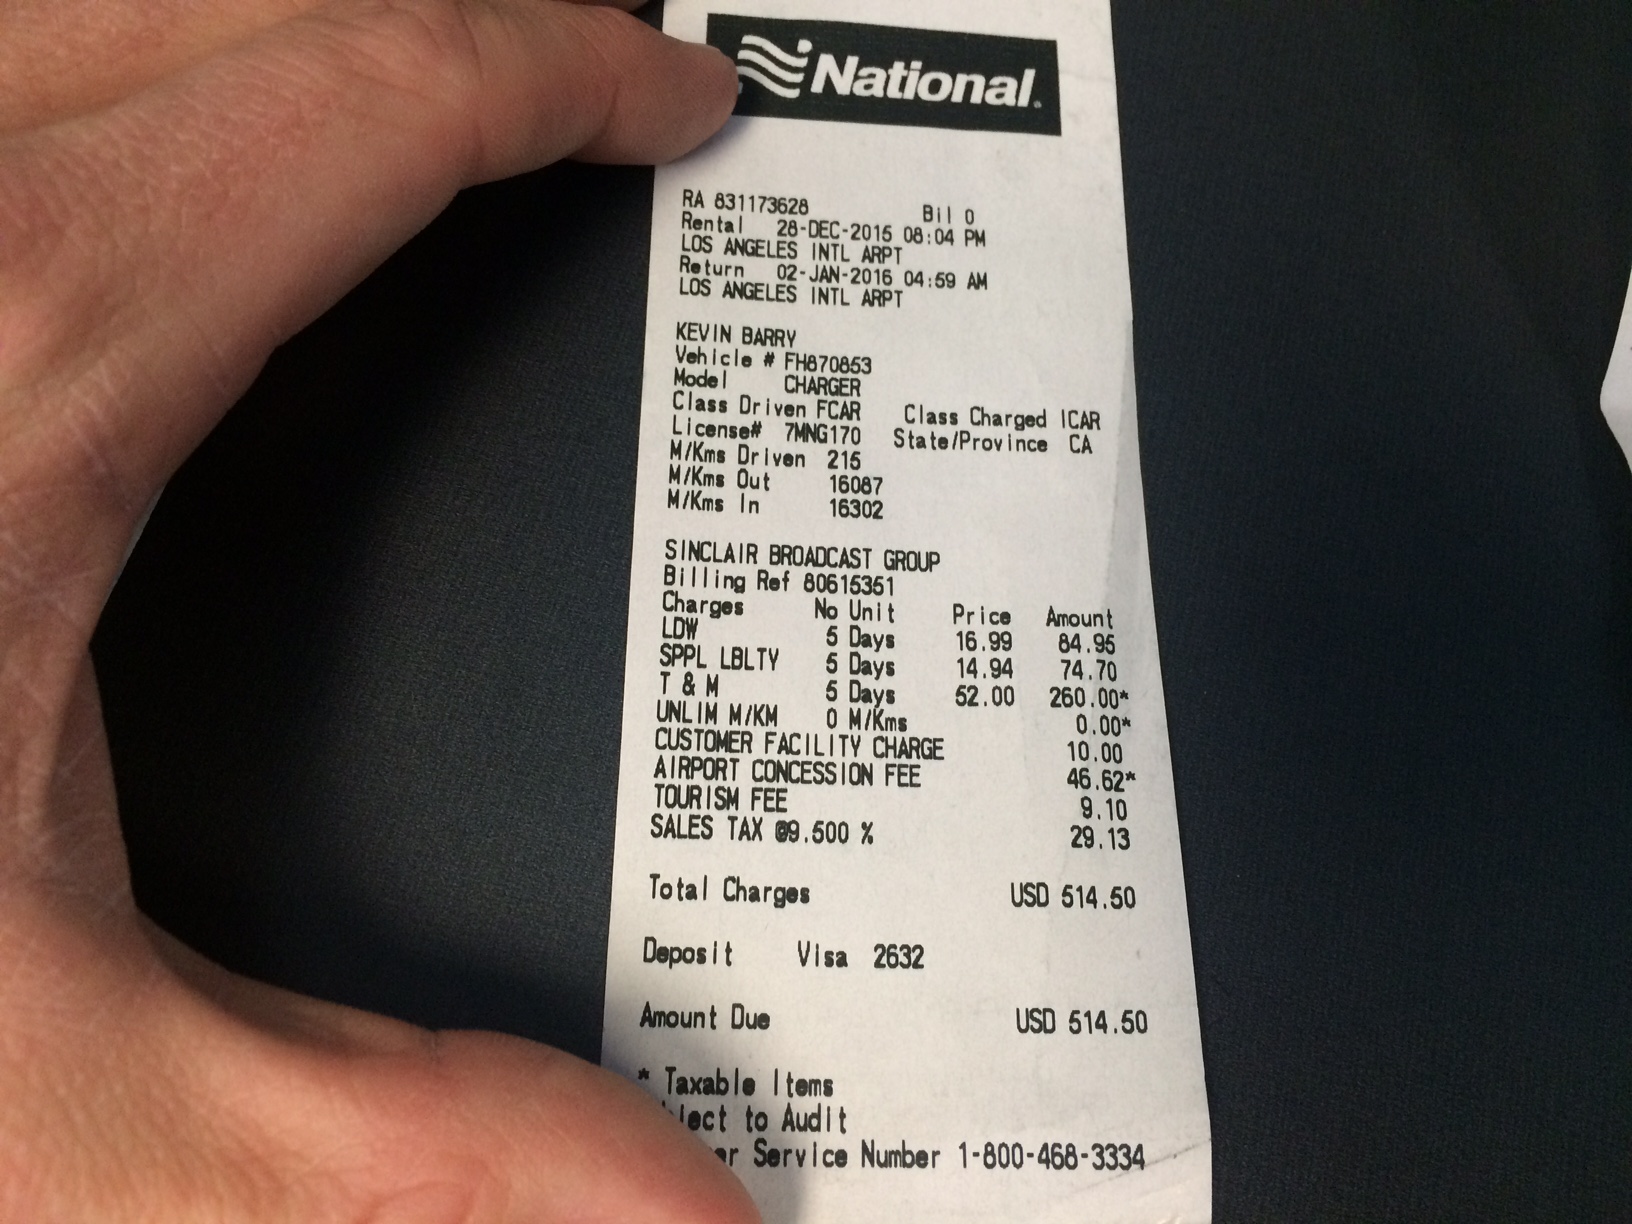 National.
RA 831173628 Bil 0
Rental 28-DEC-2015 08:04 PM
LOS ANGELES INTL ARPT
Return 02-JAN-2016 04:59 AM
LOS ANGELES INTL ARPT
KEVIN BARRY
Vehicle # FH870853
Model CHARGER
Class Driven FCAR Class Charged ICAR
License# 7MNG170 State/Province CA
M/Kms Driven 215
M/Kms Out 16087
M/Kms In 16302
SINCLAIR BROADCAST GROUP
Billing Ref 80615351
Charges No Unit Price Amount
LDW 5 Days 16.99 84.95
SPPL LBLTY 5 Days 14.94 74.70
T & M 5 Days 52.00 260.00*
UNLIM M/KM 0 M/Kms 0.00*
CUSTOMER FACILITY CHARGE 10.00
AIRPORT CONCESSION FEE 46.62*
TOURISM FEE 9.10
SALES TAX @9.500 % 29.13
Total Charges USD 514.50
Deposit Visa 2632
Amount Due USD 514.50
* Taxable Items
to Audit
Service Number 1-800-468-3334